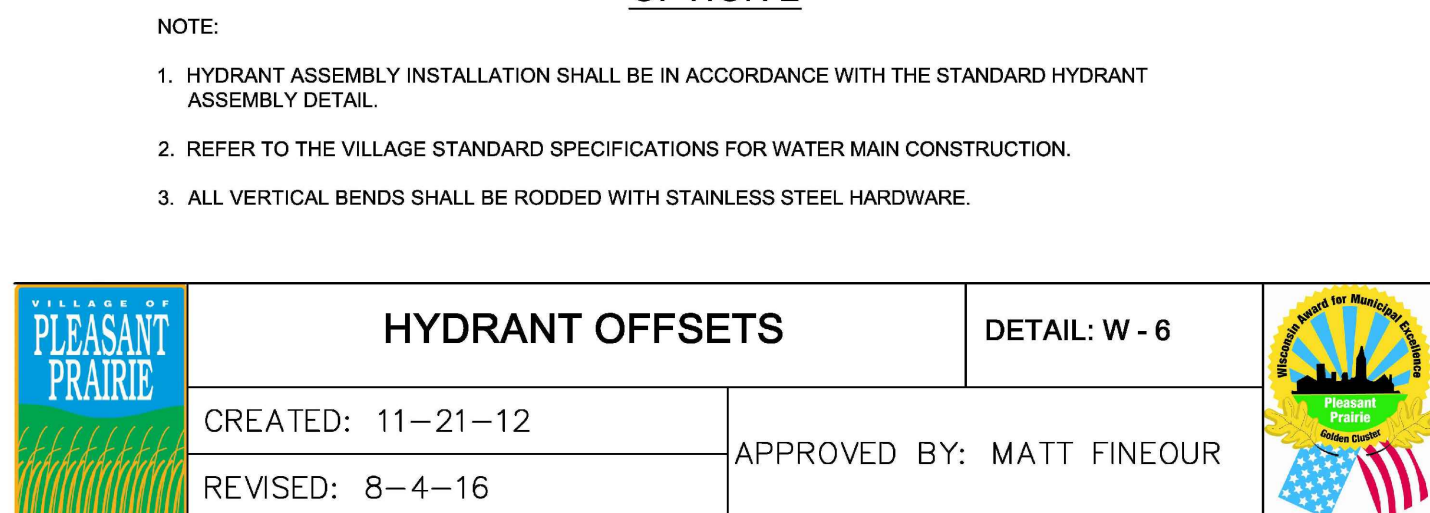 NOTE:
1. HYDRANT ASSEMBLY INSTALLATION SHALL BE IN ACCORDANCE WITH THE STANDARD HYDRANT
ASSEMBLY DETAIL.
2. REFER TO THE VILLAGE STANDARD SPECIFICATIONS FOR WATER MAIN CONSTRUCTION.
3. ALL VERTICAL BENDS SHALL BE RODDED WITH STAINLESS STEEL HARDWARE.
VILLAGE OF
PLEASANT
PRAIRIE
HYDRANT OFFSETS
DETAIL: W - 6
CREATED: 11-21-12
REVISED: 8-4-16
APPROVED BY: MATT FINEOUR
Wisconsin Award for Municipal Excellence
Pleasant
Prairie
Golden Cluster